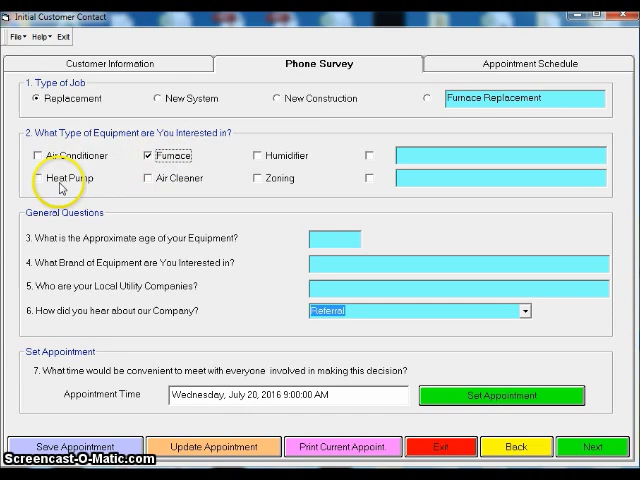 Initial Customer Contact
File Help Exit
Customer Information Phone Survey Appointment Schedule
1. Type of Job
Replacement New System New Construction Furnace Replacement
2. What Type of Equipment are You Interested in?
Air Conditioner Furnace Humidifier
Heat Pump Air Cleaner Zoning
General Questions
3. What is the Approximate age of your Equipment?
4. What Brand of Equipment are You Interested in?
5. Who are your Local Utility Companies?
6. How did you hear about our Company? Referral
Set Appointment
7. What time would be convenient to meet with everyone involved in making this decision?
Appointment Time Wednesday, July 20, 2016 9:00:00 AM Set Appointment
Save Appointment Update Appointment Print Current Appoint. Exit Back Next
Screencast-O-Matic.com